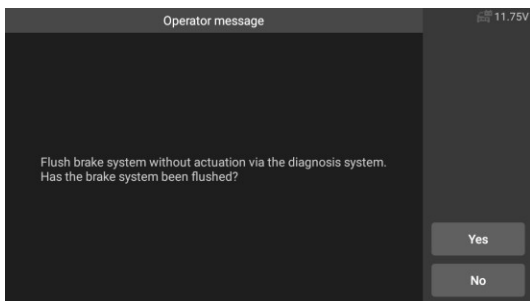 Operator message
11.75V
Flush brake system without actuation via the diagnosis system.
Has the brake system been flushed?
Yes
No